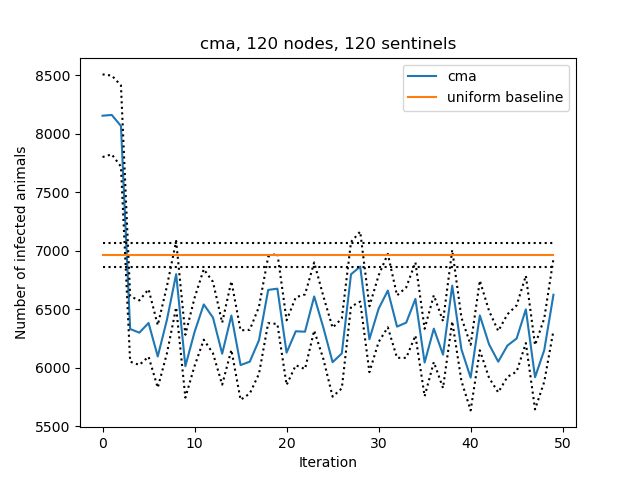 cma, 120 nodes, 120 sentinels
cma
uniform baseline
Number of infected animals
8500
8000
7500
7000
6500
6000
5500
0 10 20 30 40 50
Iteration